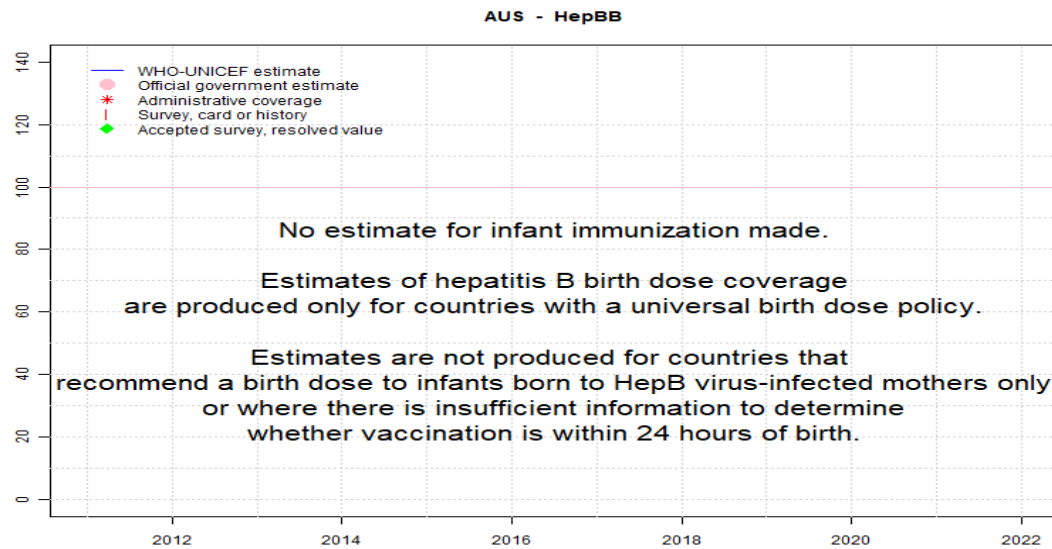 AUS - HepBB
WHO-UNICEF estimate
Official government estimate
Administrative coverage
Survey, card or history
Accepted survey, resolved value
140
120
100
80
60
40
20
0
No estimate for infant immunization made.
Estimates of hepatitis B birth dose coverage
are produced only for countries with a universal birth dose policy.
Estimates are not produced for countries that
recommend a birth dose to infants born to HepB virus-infected mothers only
or where there is insufficient information to determine
whether vaccination is within 24 hours of birth.
2012 2014 2016 2018 2020 2022